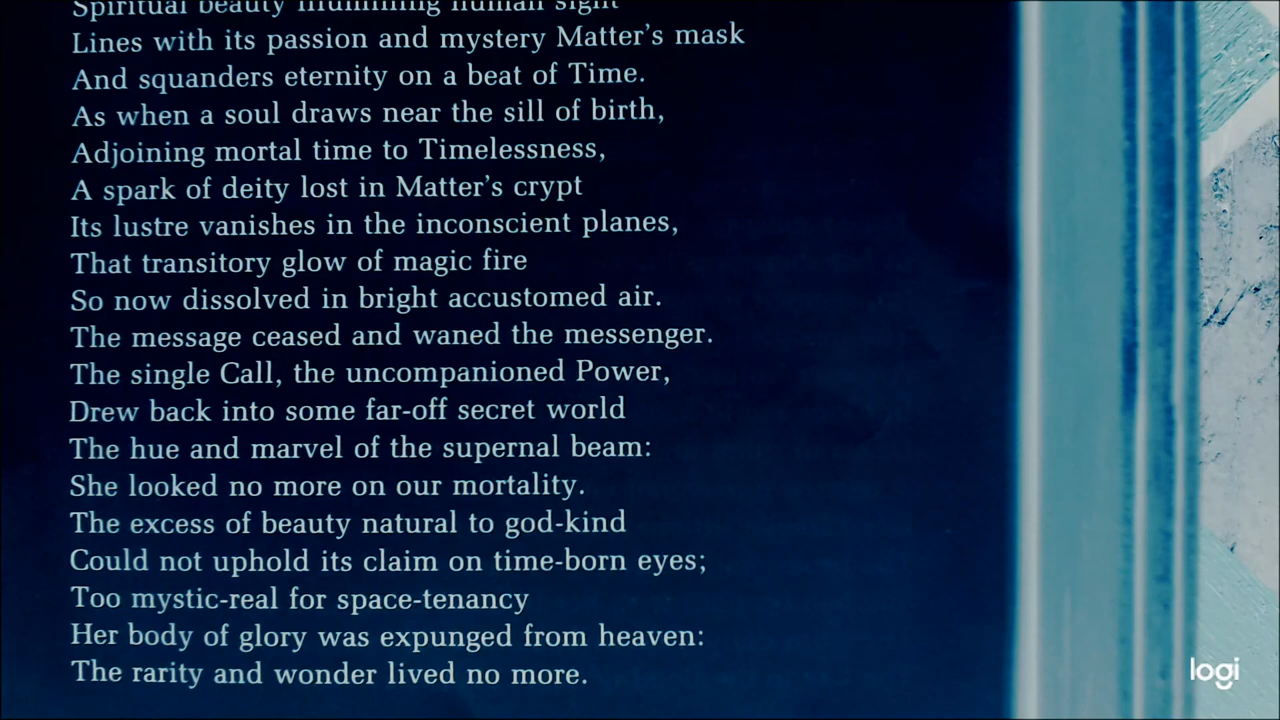 Spiritual beauty illumining human sight
Lines with its passion and mystery Matter's mask
And squanders eternity on a beat of Time.
As when a soul draws near the sill of birth,
Adjoining mortal time to Timelessness,
A spark of deity lost in Matter's crypt
Its lustre vanishes in the inconscient planes,
That transitory glow of magic fire
So now dissolved in bright accustomed air.
The message ceased and waned the messenger.
The single Call, the uncompanioned Power,
Drew back into some far-off secret world
The hue and marvel of the supernal beam:
She looked no more on our mortality.
The excess of beauty natural to god-kind
Could not uphold its claim on time-born eyes;
Too mystic-real for space-tenancy
Her body of glory was expunged from heaven:
The rarity and wonder lived no more.
logi